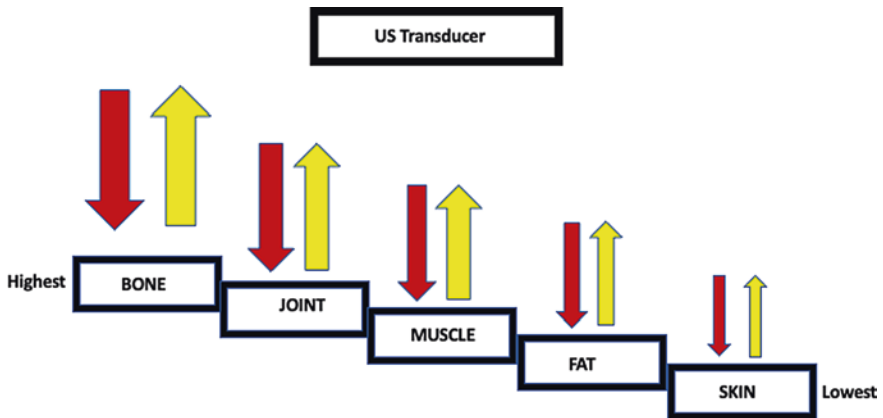 US Transducer
Highest
BONE
JOINT
MUSCLE
FAT
SKIN
Lowest